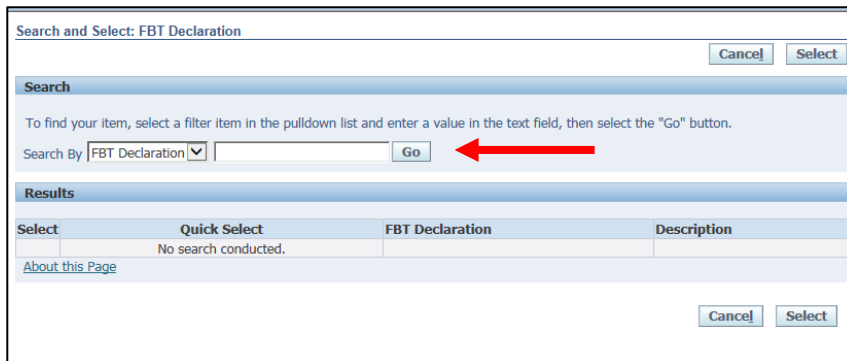 Search and Select: FBT Declaration
Cancel Select
Search
To find your item, select a filter item in the pulldown list and enter a value in the text field, then select the "Go" button.
Search By FBT Declaration Go
Results
Select Quick Select FBT Declaration Description
No search conducted.
About this Page
Cancel Select